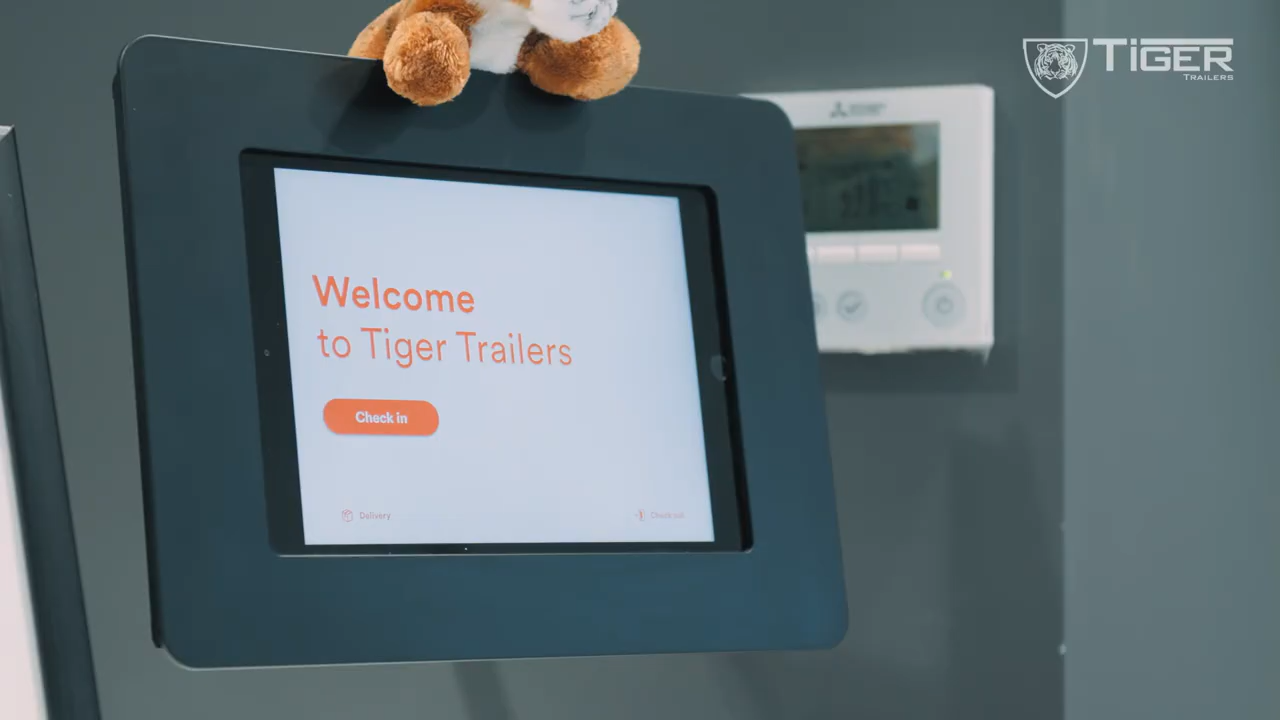 TiGER
TRAILERS
Welcome
to Tiger Trailers
Check in
Delivery
Check out